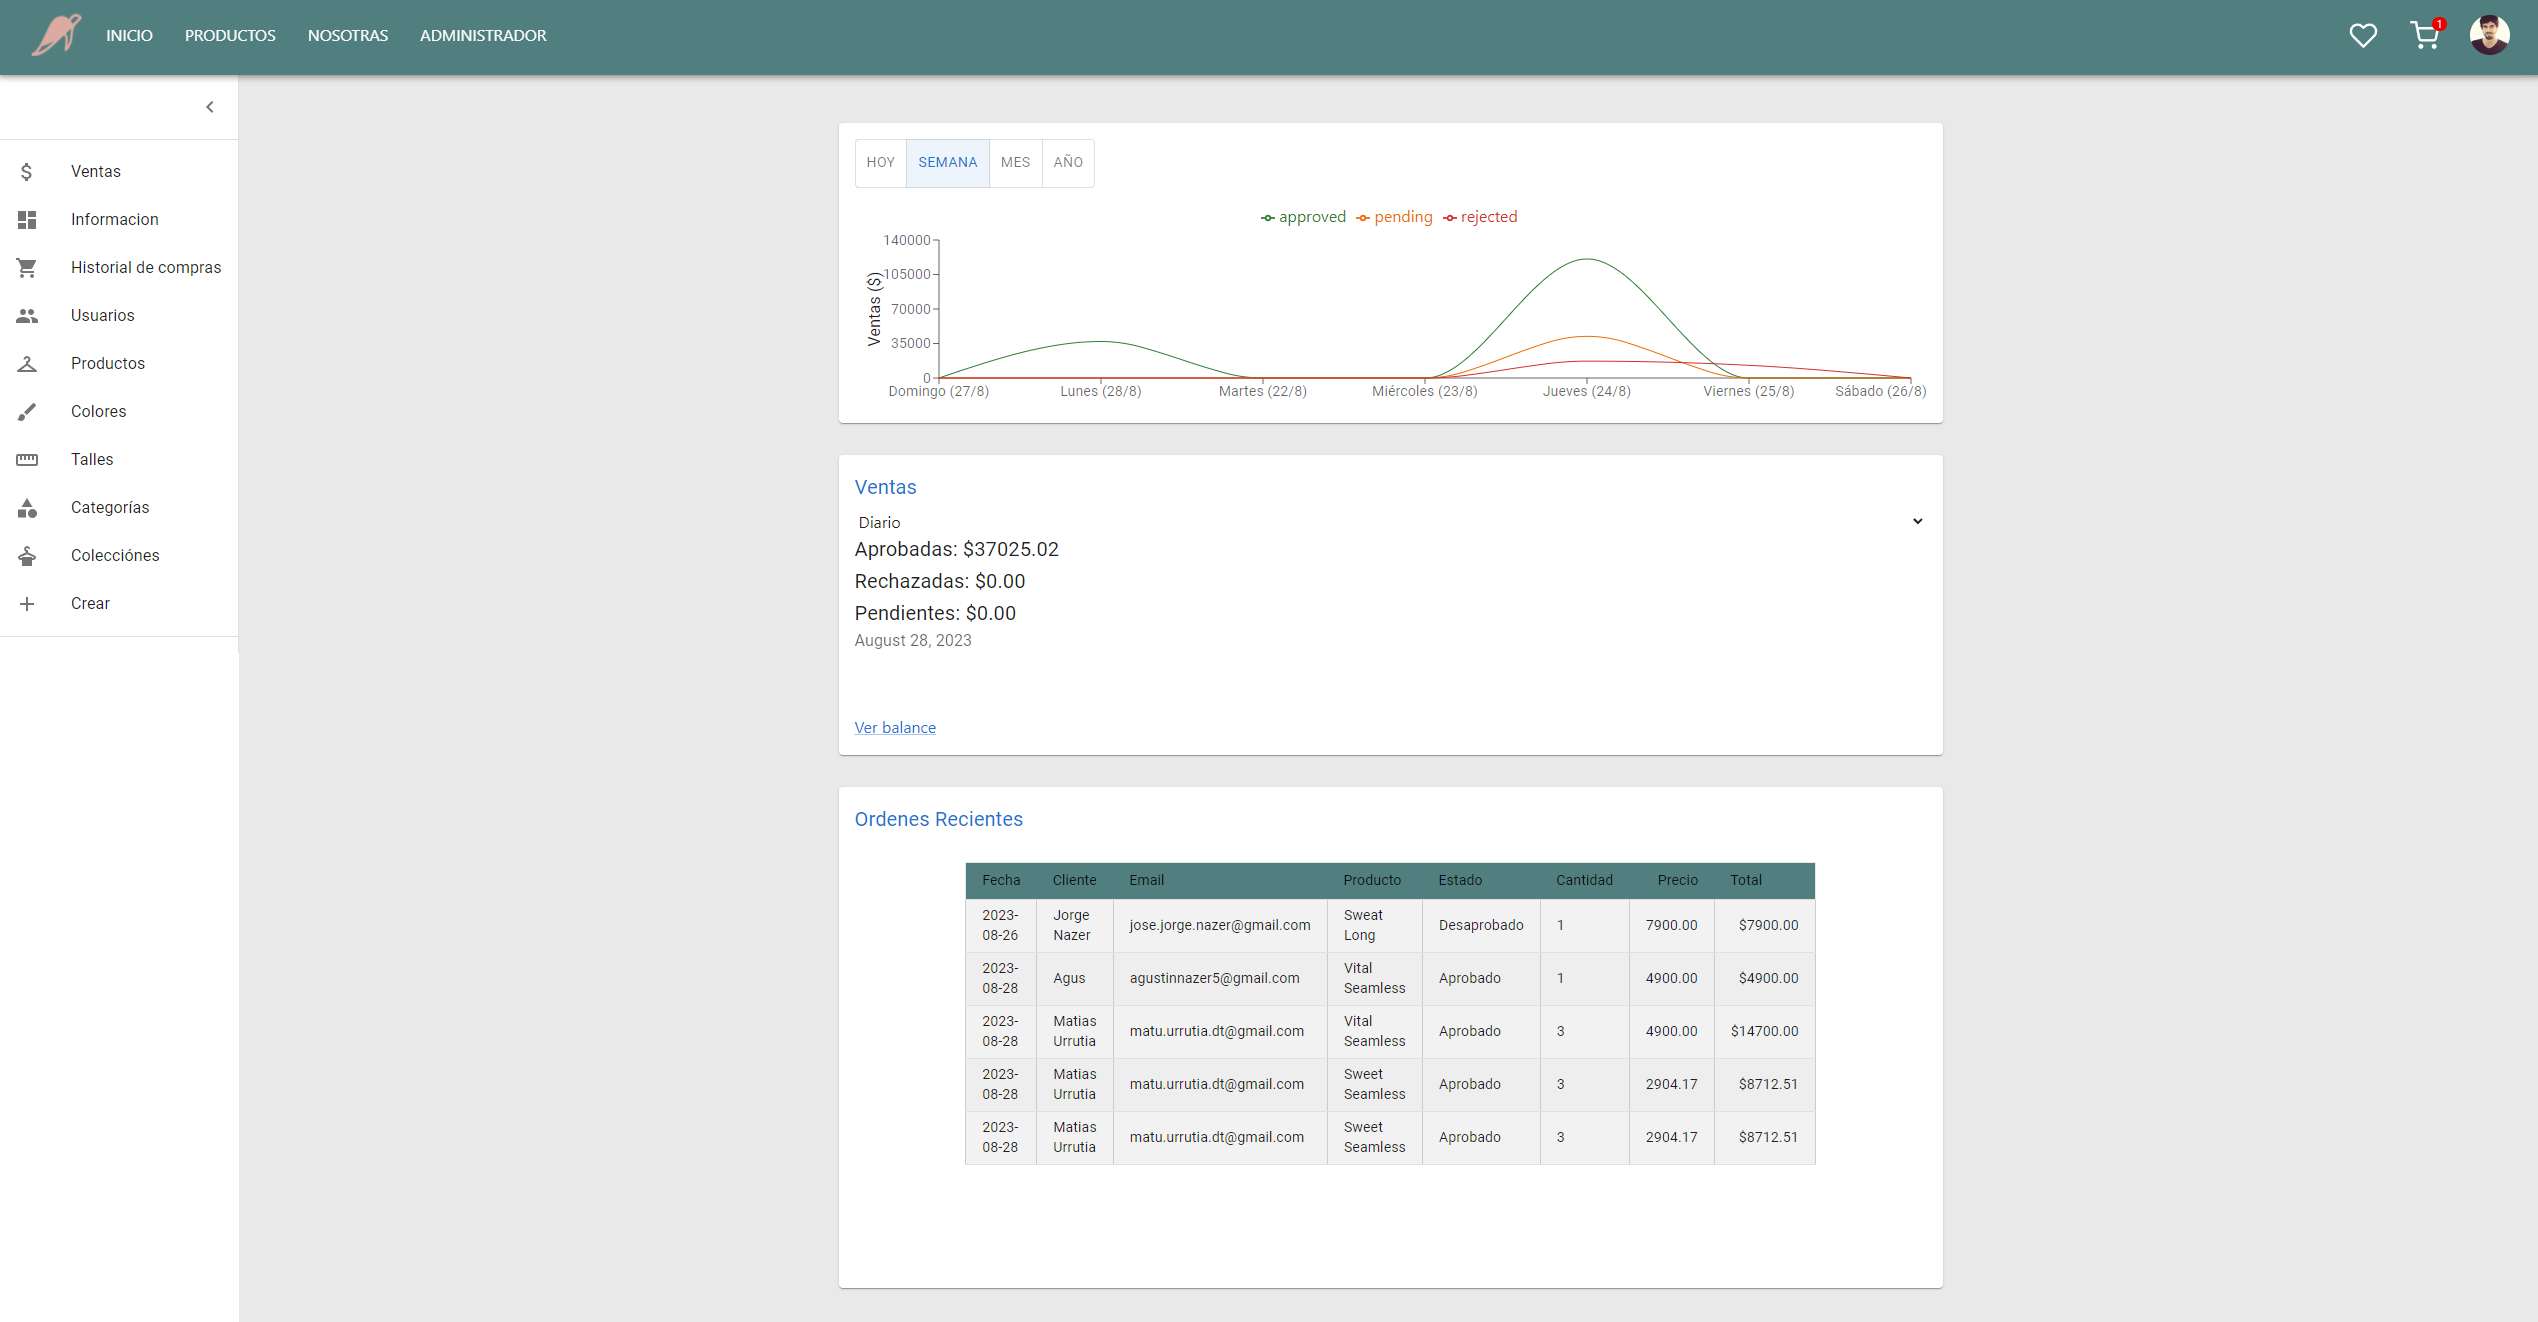 INICIO PRODUCTOS NOSOTRAS ADMINISTRADOR 1
Ventas
Informacion
Historial de compras
Usuarios
Productos
Colores
Talles
Categorías
Colecciónes
Crear
HOY SEMANA MES AÑO
approved pending rejected
Ventas ($)
140000
105000
70000
35000
0
Domingo (27/8) Lunes (28/8) Martes (22/8) Miércoles (23/8) Jueves (24/8) Viernes (25/8) Sábado (26/8)
Ventas
Diario
Aprobadas: $37025.02
Rechazadas: $0.00
Pendientes: $0.00
August 28, 2023
Ver balance
Ordenes Recientes
Fecha Cliente Email Producto Estado Cantidad Precio Total
2023-08-26 Jorge Nazer jose.jorge.nazer@gmail.com Sweat Long Desaprobado 1 7900.00 $7900.00
2023-08-28 Agus agustinnazer5@gmail.com Vital Seamless Aprobado 1 4900.00 $4900.00
2023-08-28 Matias Urrutia matu.urrutia.dt@gmail.com Vital Seamless Aprobado 3 4900.00 $14700.00
2023-08-28 Matias Urrutia matu.urrutia.dt@gmail.com Sweet Seamless Aprobado 3 2904.17 $8712.51
2023-08-28 Matias Urrutia matu.urrutia.dt@gmail.com Sweet Seamless Aprobado 3 2904.17 $8712.51